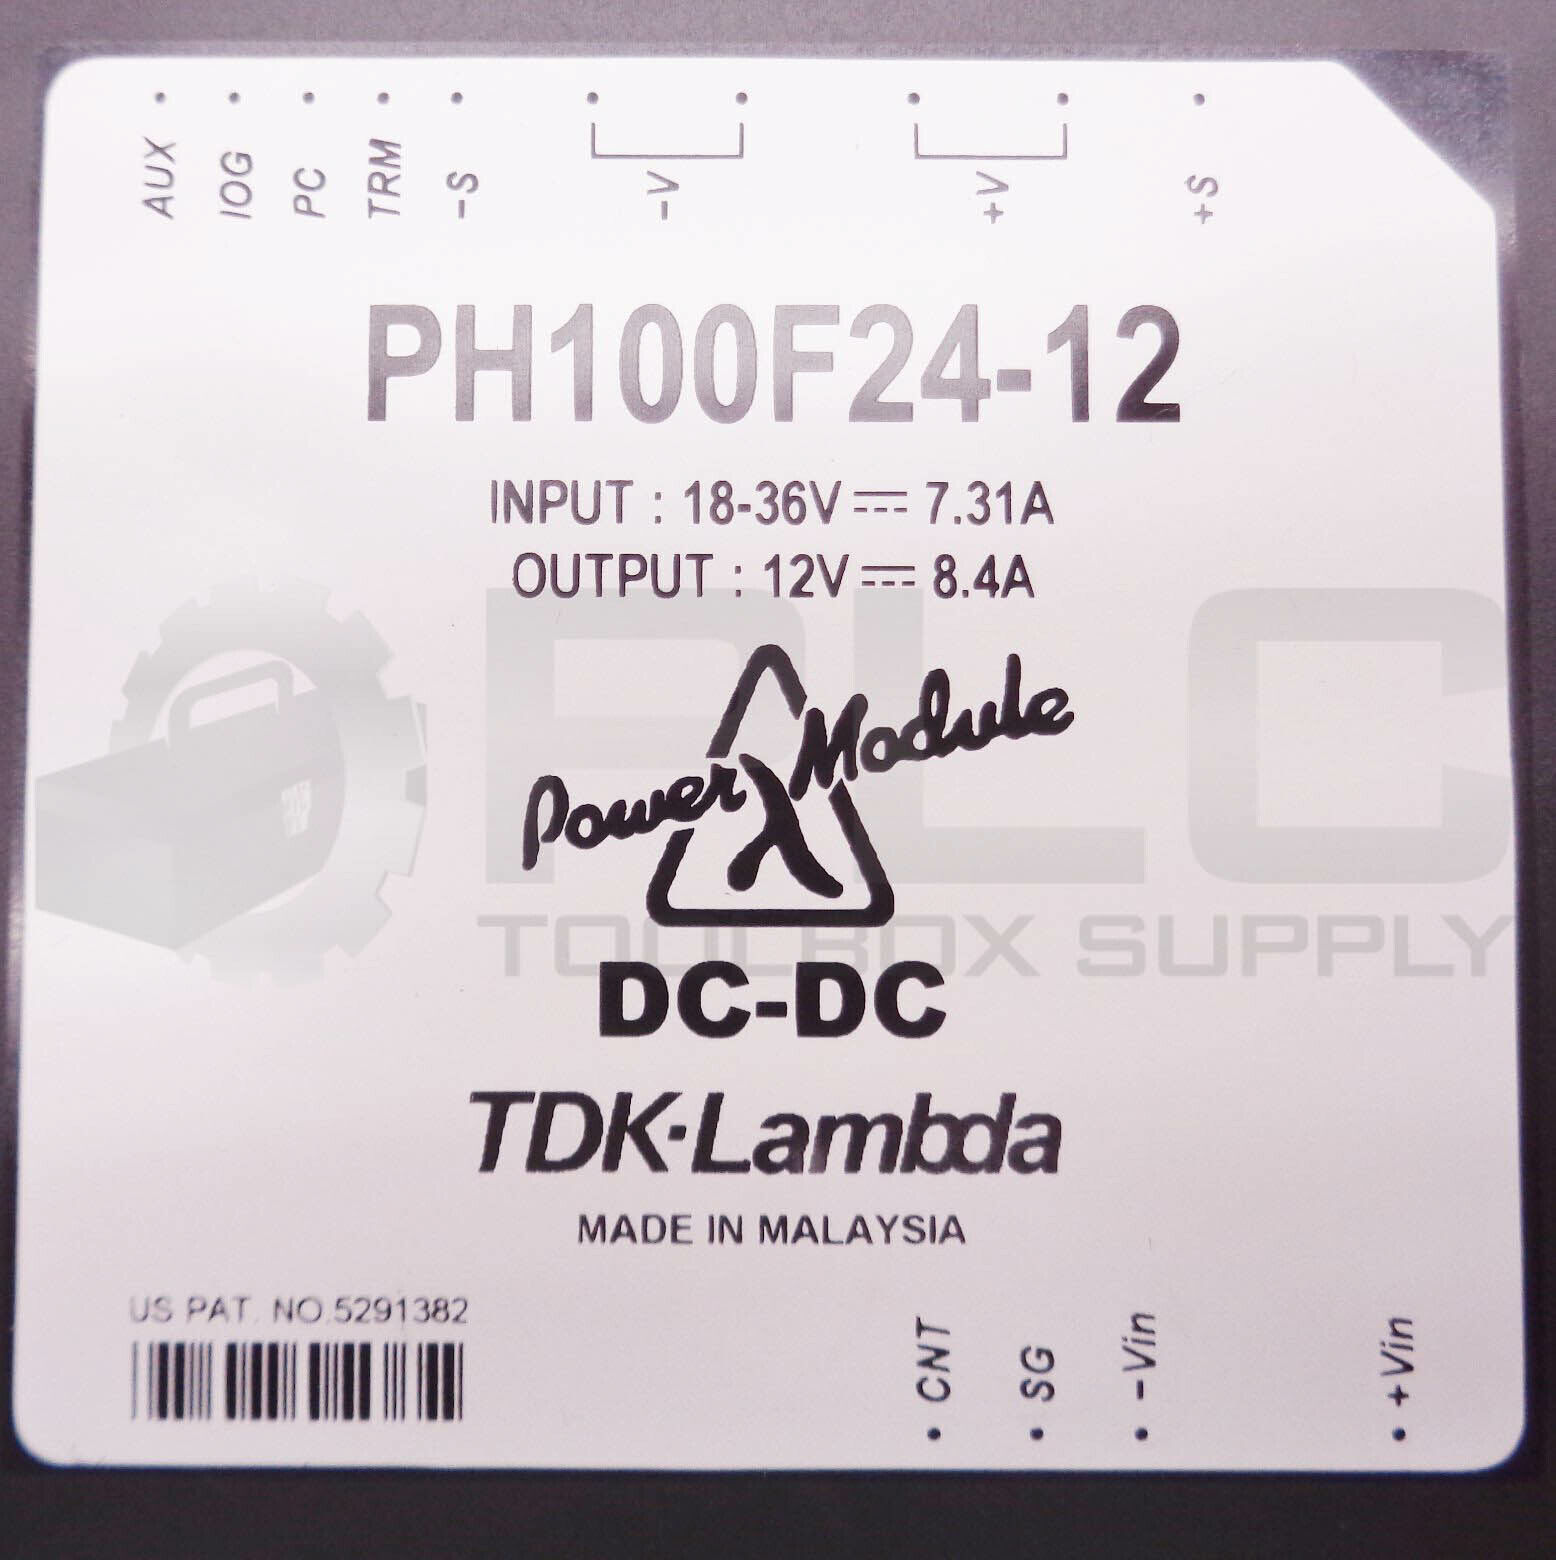 AUX IOG PC TRM -S -V +V +S
PH100F24-12
INPUT : 18-36V⎓ 7.31A
OUTPUT : 12V⎓ 8.4A
Power Module
λ
PLC
TOOLBOX SUPPLY
DC-DC
TDK·Lambda
MADE IN MALAYSIA
US PAT. NO.5291382
CNT SG -Vin +Vin